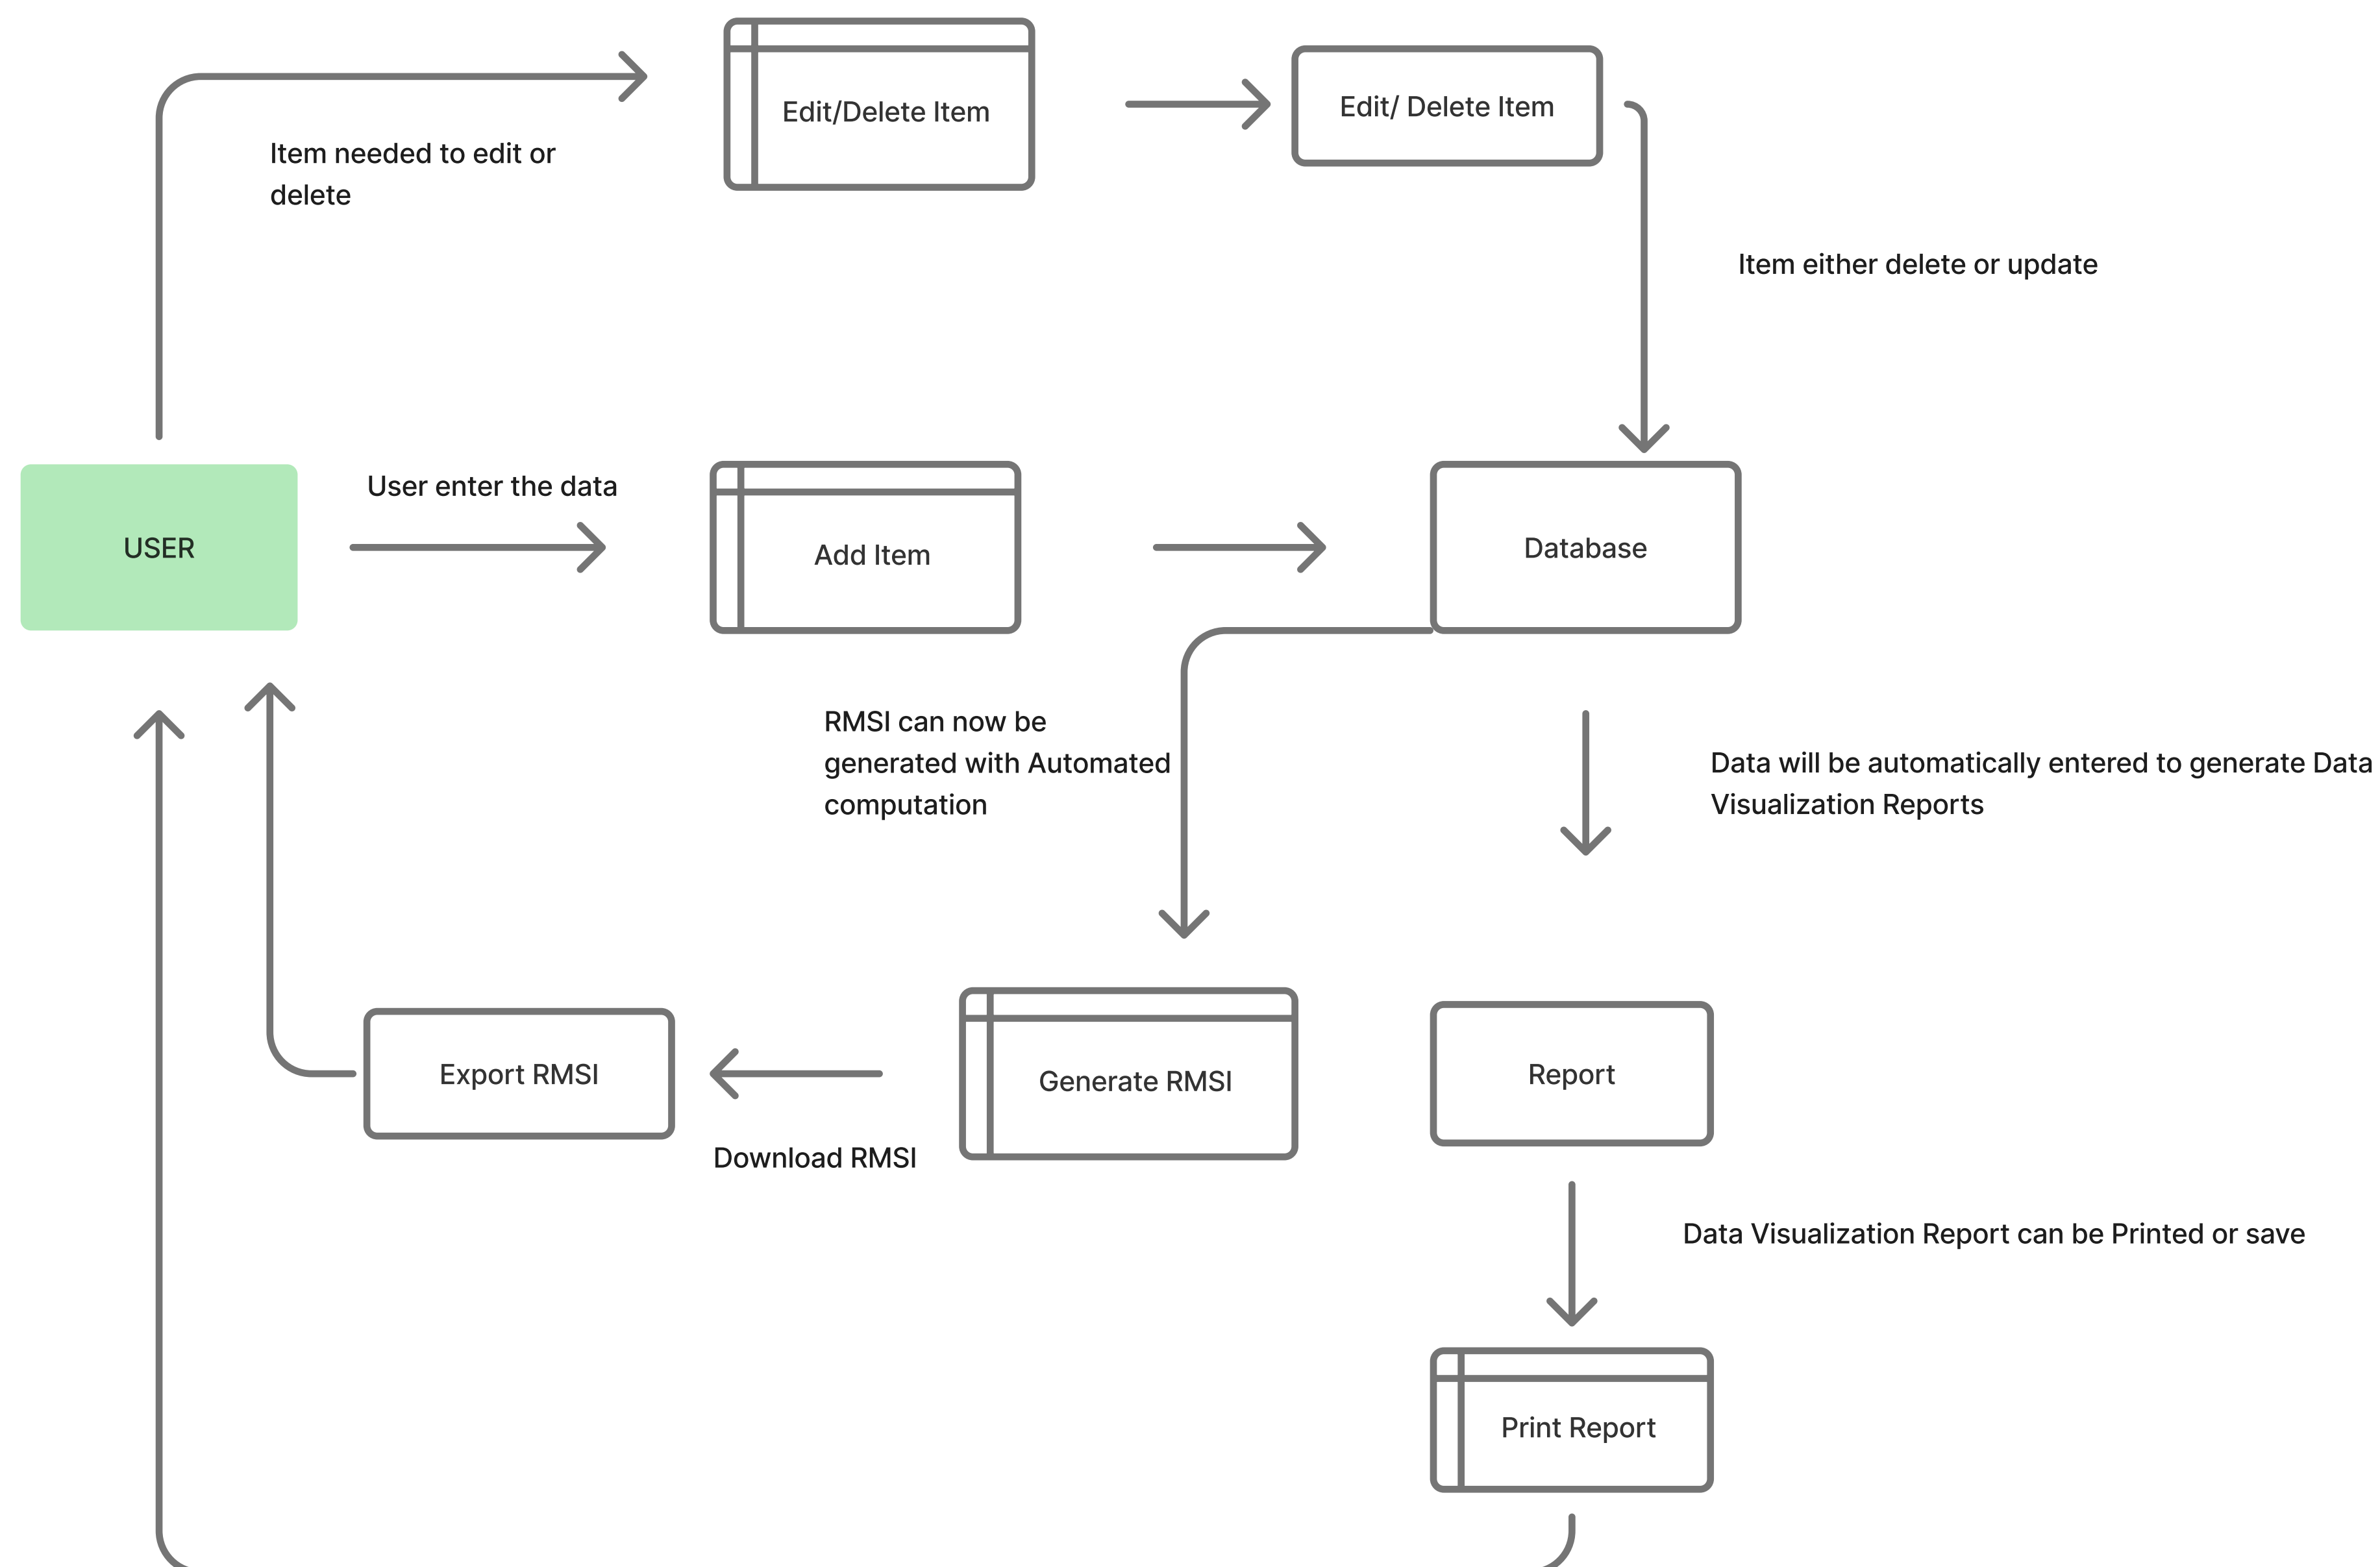 Edit/Delete Item
Edit/ Delete Item
Item needed to edit or
delete
Item either delete or update
User enter the data
USER
Add Item
Database
RMSI can now be
generated with Automated
computation
Data will be automatically entered to generate Data
Visualization Reports
Export RMSI
Generate RMSI
Report
Download RMSI
Data Visualization Report can be Printed or save
Print Report